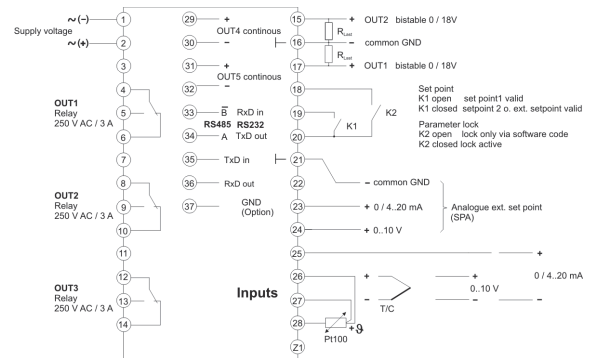 ~(−) 1 29 + 15 + OUT2 bistable 0 / 18V
OUT4 continous RLast
Supply voltage
~(+) 2 30 − 16 − common GND
RLast
31 + 17 + OUT1 bistable 0 / 18V
OUT5 continous
4 32 − 18 Set point
K1 open set point1 valid
K1 closed setpoint 2 o. ext. setpoint valid
OUT1
Relay
250 V AC / 3 A
5 33 B̅ RxD in 19 K1 K2
RS485 RS232
6 34 A TxD out 20
Parameter lock
K2 open lock only via software code
K2 closed lock active
7 35 TxD in 21
8 36 RxD out 22 − common GND
OUT2
Relay
250 V AC / 3 A
9 37 GND
(Option)
23 + 0 / 4..20 mA
Analogue ext. set point
(SPA)
10 24 + 0..10 V
11 25 +
12 26 + + 0 / 4..20 mA
0..10 V
OUT3
Relay
250 V AC / 3 A
13 Inputs 27 − − −
T/C
14 28 +ϑ
Pt100
Z1